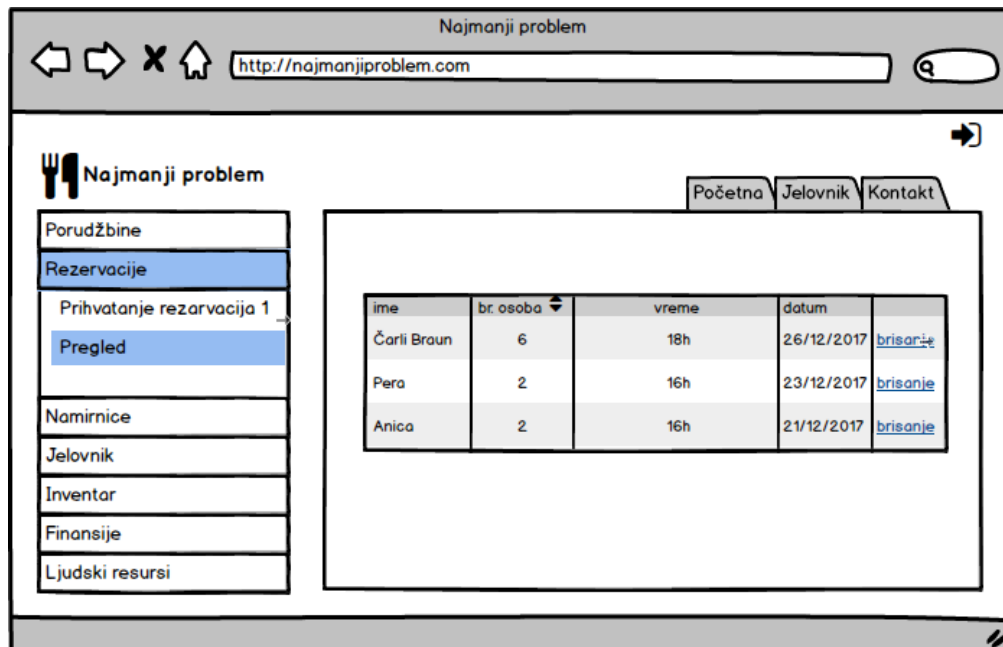 Najmanji problem
http://najmanjiproblem.com
Najmanji problem
Početna Jelovnik Kontakt
Porudžbine
Rezervacije
Prihvatanje rezarvacija 1
Pregled
Namirnice
Jelovnik
Inventar
Finansije
Ljudski resursi
ime br. osoba vreme datum
Čarli Braun 6 18h 26/12/2017 brisanje
Pera 2 16h 23/12/2017 brisanje
Anica 2 16h 21/12/2017 brisanje